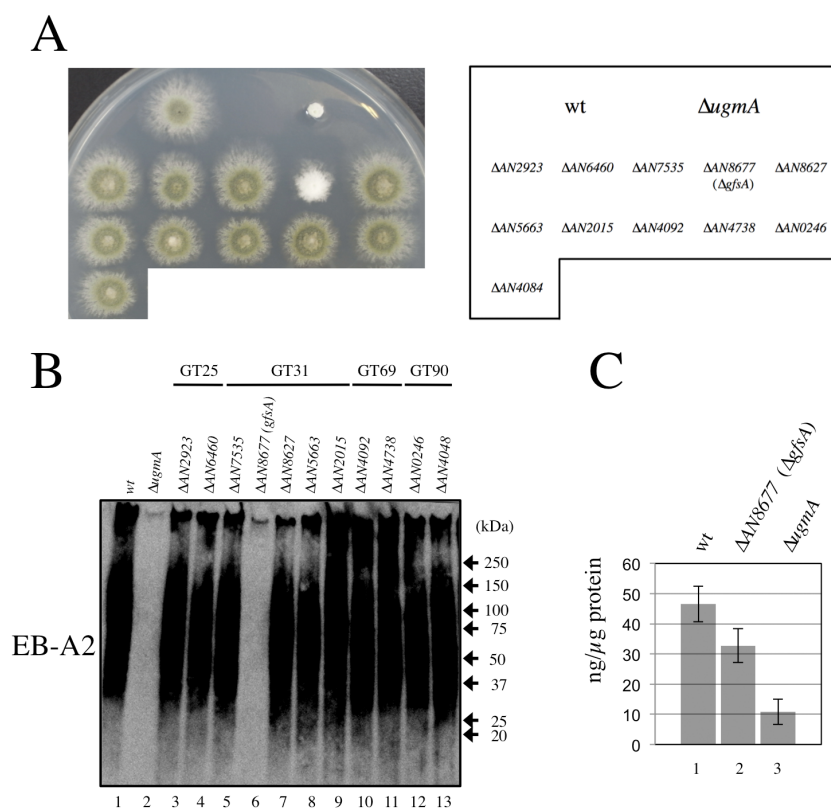 A
wt ΔugmA
ΔAN2923 ΔAN6460 ΔAN7535 ΔAN8677 ΔAN8627
(ΔgfsA)
ΔAN5663 ΔAN2015 ΔAN4092 ΔAN4738 ΔAN0246
ΔAN4084
B
GT25 GT31 GT69 GT90
wt
ΔugmA
ΔAN2923
ΔAN6460
ΔAN7535
ΔAN8677 (gfsA)
ΔAN8627
ΔAN5663
ΔAN2015
ΔAN4092
ΔAN4738
ΔAN0246
ΔAN4048
(kDa)
250
150
100
75
50
37
25
20
EB-A2
1 2 3 4 5 6 7 8 9 10 11 12 13
C
wt
ΔAN8677 (ΔgfsA)
ΔugmA
ng/µg protein
60
50
40
30
20
10
0
1 2 3